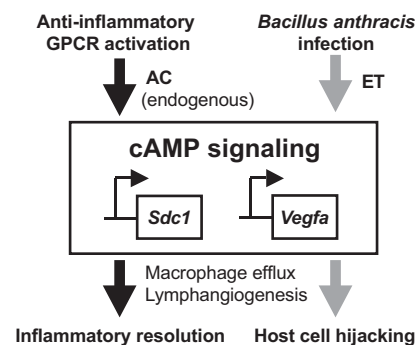 Anti-inflammatory
GPCR activation
Bacillus anthracis
infection
AC
(endogenous)
ET
cAMP signaling
Sdc1
Vegfa
Macrophage efflux
Lymphangiogenesis
Inflammatory resolution
Host cell hijacking